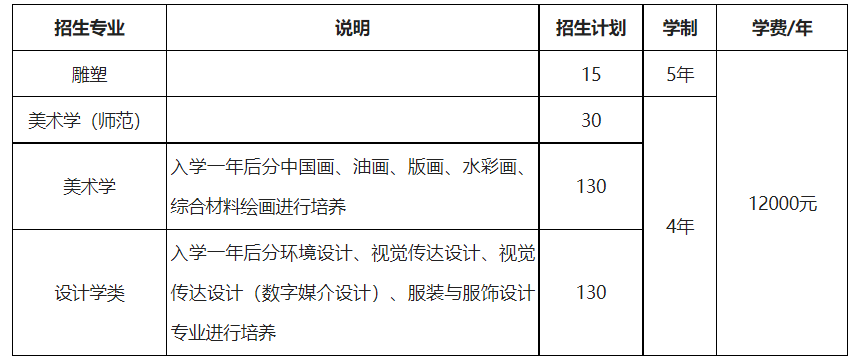 招生专业 说明 招生计划 学制 学费/年
雕塑 15 5年
美术学（师范） 30
美术学 入学一年后分中国画、油画、版画、水彩画、
综合材料绘画进行培养 130
4年
12000元
设计学类 入学一年后分环境设计、视觉传达设计、视觉
传达设计（数字媒介设计）、服装与服饰设计
专业进行培养 130